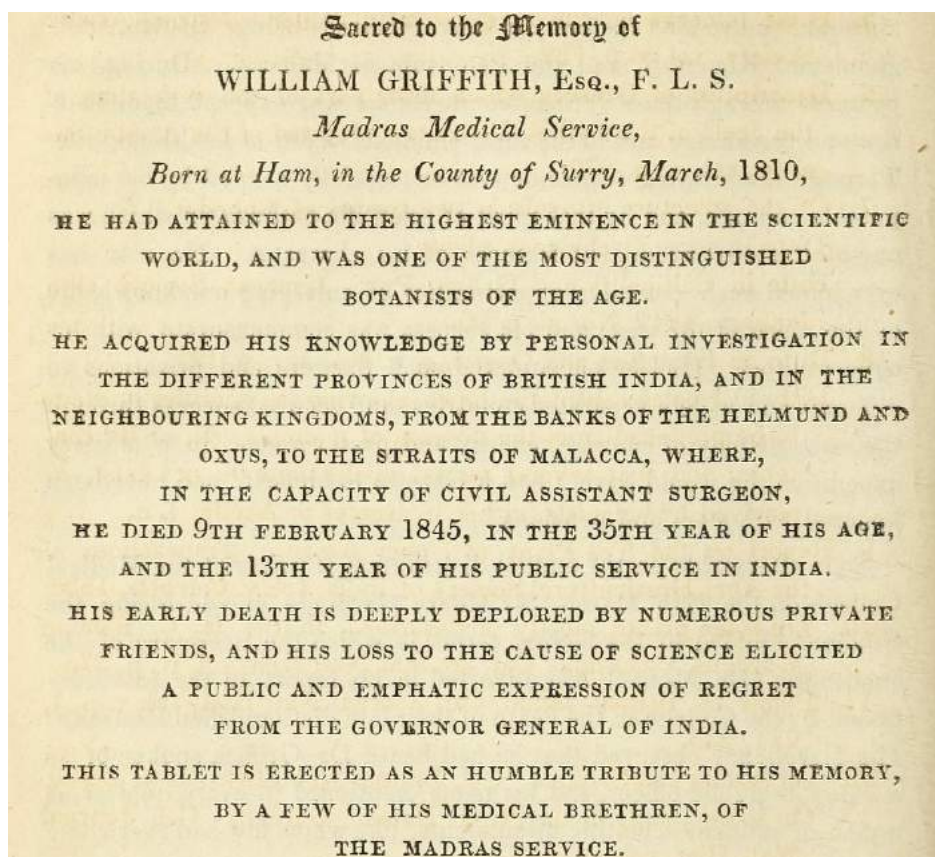 Sacred to the Memory of
WILLIAM GRIFFITH, Esq., F. L. S.
Madras Medical Service,
Born at Ham, in the County of Surry, March, 1810,
HE HAD ATTAINED TO THE HIGHEST EMINENCE IN THE SCIENTIFIC
WORLD, AND WAS ONE OF THE MOST DISTINGUISHED
BOTANISTS OF THE AGE.
HE ACQUIRED HIS KNOWLEDGE BY PERSONAL INVESTIGATION IN
THE DIFFERENT PROVINCES OF BRITISH INDIA, AND IN THE
NEIGHBOURING KINGDOMS, FROM THE BANKS OF THE HELMUND AND
OXUS, TO THE STRAITS OF MALACCA, WHERE,
IN THE CAPACITY OF CIVIL ASSISTANT SURGEON,
HE DIED 9TH FEBRUARY 1845, IN THE 35TH YEAR OF HIS AGE,
AND THE 13TH YEAR OF HIS PUBLIC SERVICE IN INDIA.
HIS EARLY DEATH IS DEEPLY DEPLORED BY NUMEROUS PRIVATE
FRIENDS, AND HIS LOSS TO THE CAUSE OF SCIENCE ELICITED
A PUBLIC AND EMPHATIC EXPRESSION OF REGRET
FROM THE GOVERNOR GENERAL OF INDIA.
THIS TABLET IS ERECTED AS AN HUMBLE TRIBUTE TO HIS MEMORY,
BY A FEW OF HIS MEDICAL BRETHREN, OF
THE MADRAS SERVICE.